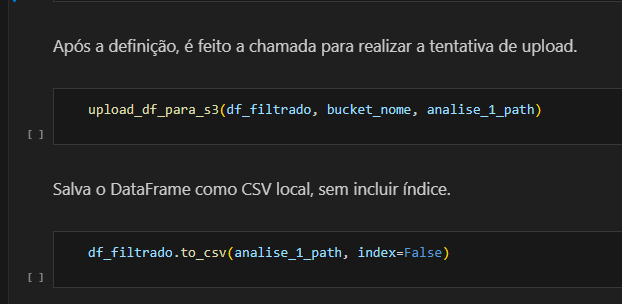 Após a definição, é feito a chamada para realizar a tentativa de upload.
upload_df_para_s3(df_filtrado, bucket_nome, analise_1_path)
[ ]
Salva o DataFrame como CSV local, sem incluir índice.
df_filtrado.to_csv(analise_1_path, index=False)
[ ]